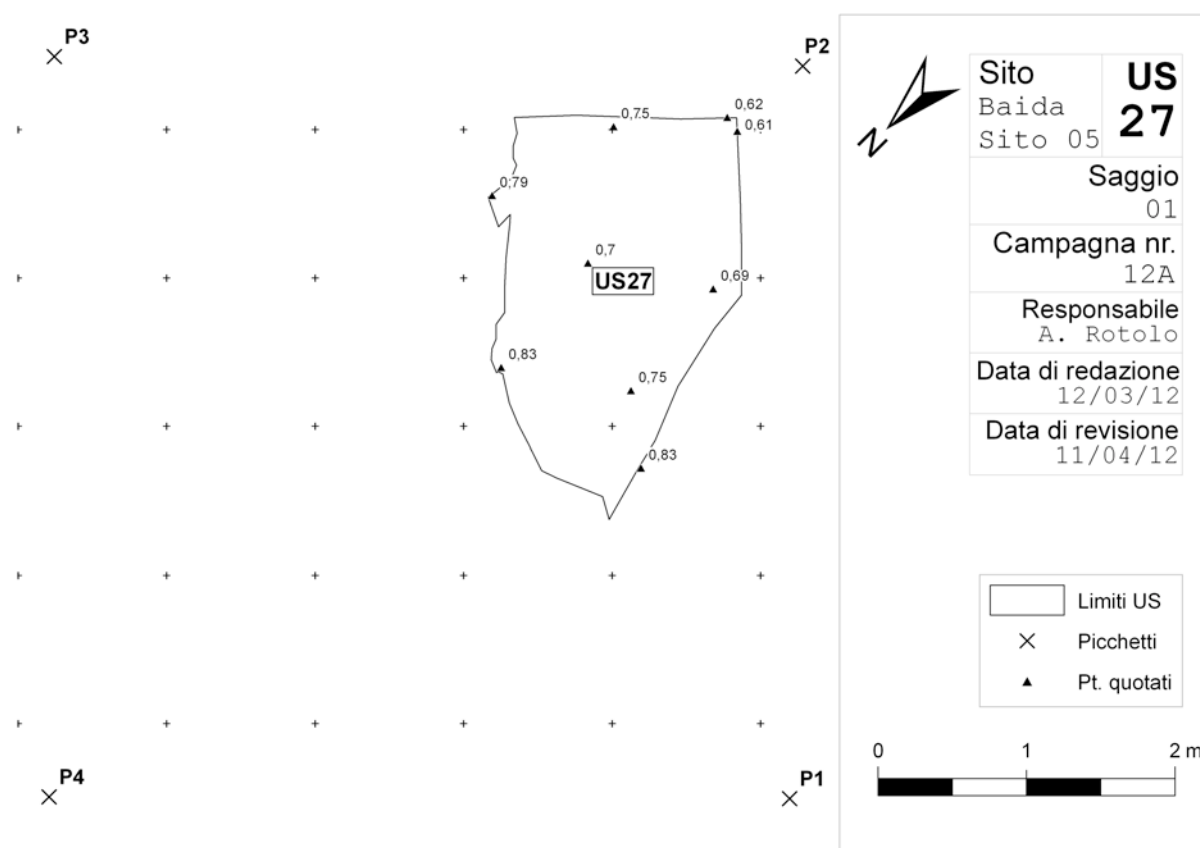 P3
P2
0,75
0,62
0,61
0,79
0,7
US27
0,69
0,83
0,75
0,83
P4
P1
N
Sito
Baida
Sito 05
US
27
Saggio
01
Campagna nr.
12A
Responsabile
A. Rotolo
Data di redazione
12/03/12
Data di revisione
11/04/12
Limiti US
Picchetti
Pt. quotati
0 1 2 m